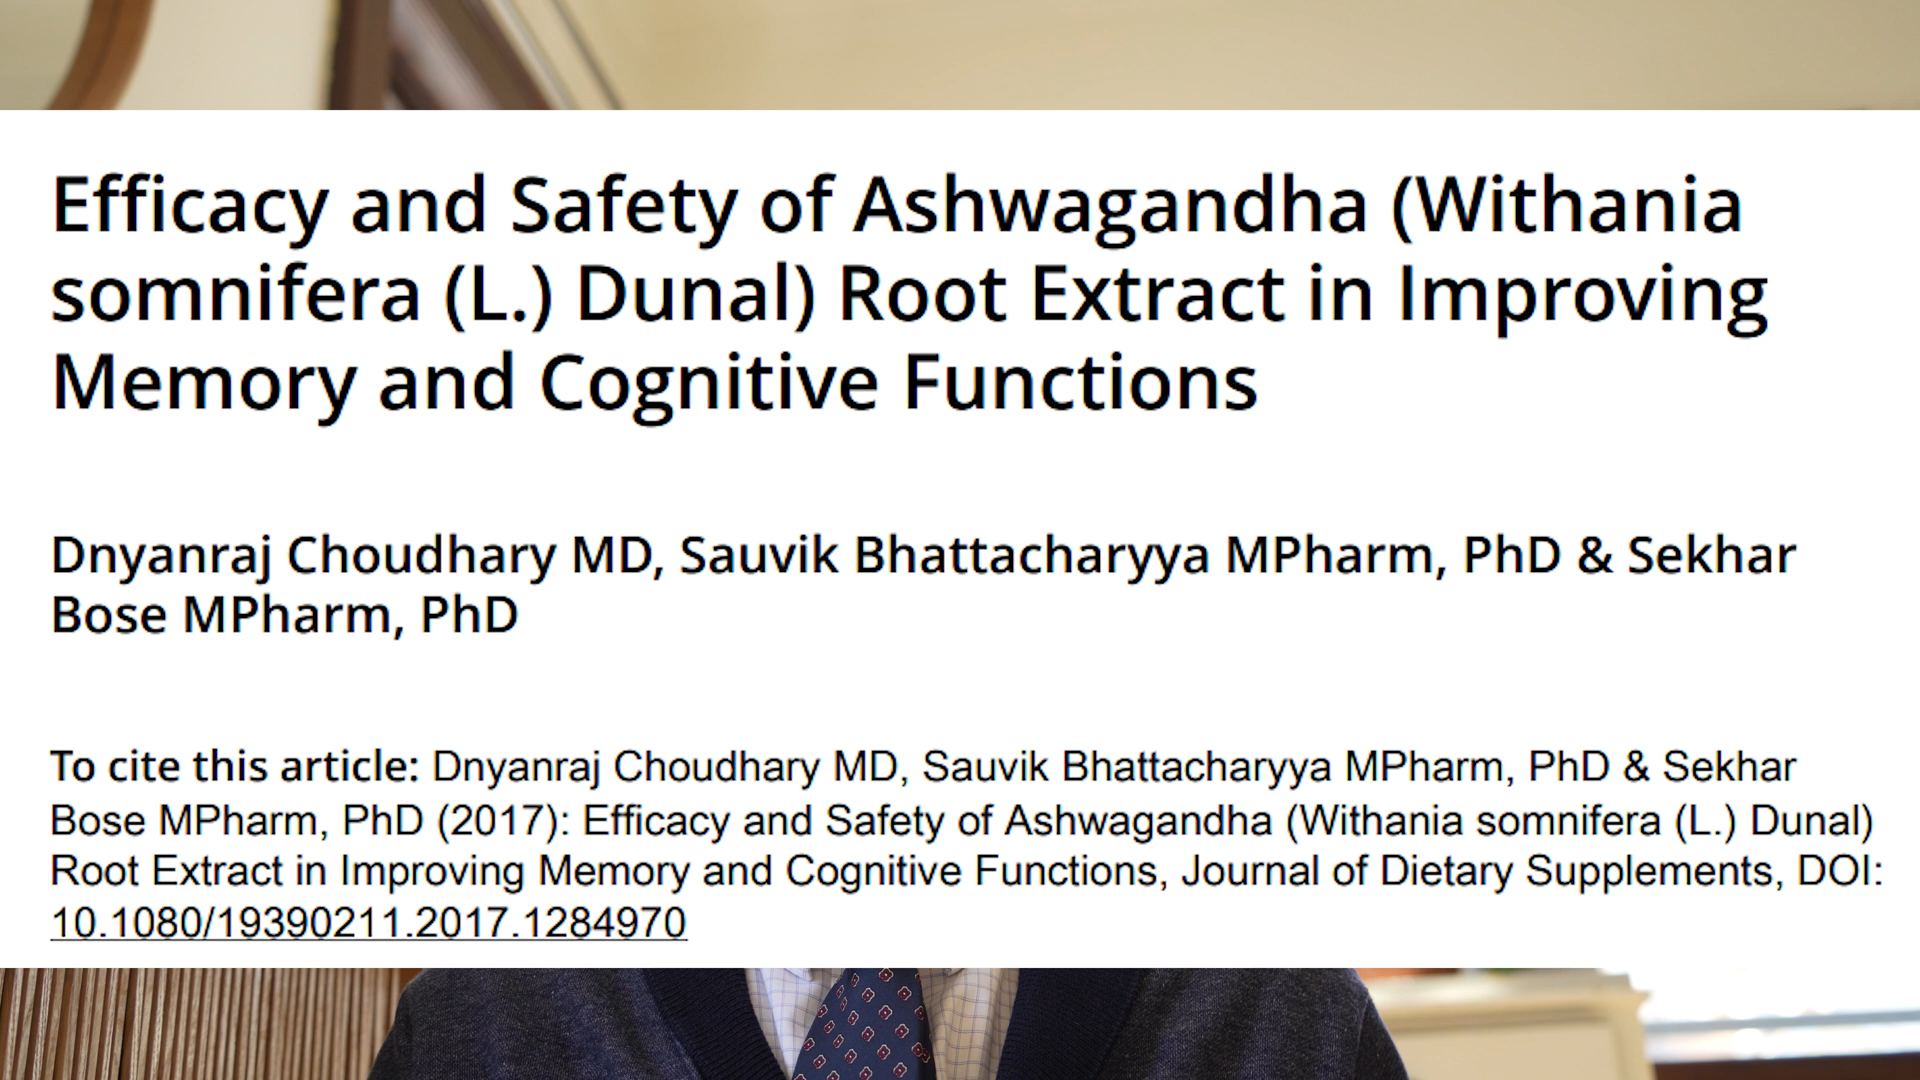 Efficacy and Safety of Ashwagandha (Withania
somnifera (L.) Dunal) Root Extract in Improving
Memory and Cognitive Functions
Dnyanraj Choudhary MD, Sauvik Bhattacharyya MPharm, PhD & Sekhar
Bose MPharm, PhD
To cite this article: Dnyanraj Choudhary MD, Sauvik Bhattacharyya MPharm, PhD & Sekhar
Bose MPharm, PhD (2017): Efficacy and Safety of Ashwagandha (Withania somnifera (L.) Dunal)
Root Extract in Improving Memory and Cognitive Functions, Journal of Dietary Supplements, DOI:
10.1080/19390211.2017.1284970